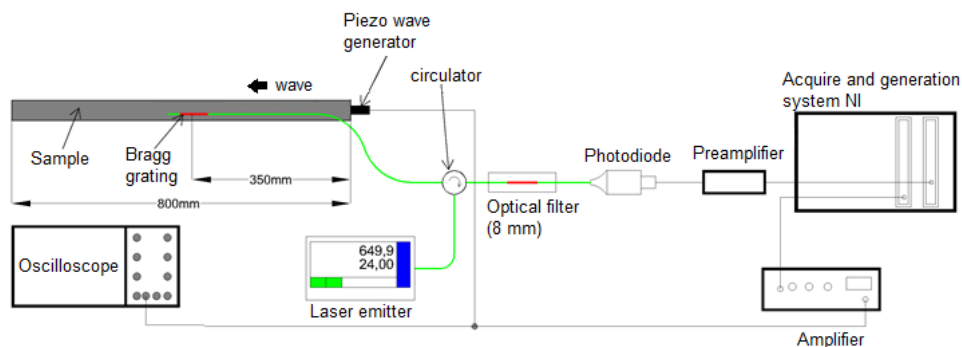 Piezo wave
generator
circulator
wave
Acquire and generation
system NI
Sample
Bragg
grating
350mm
800mm
Photodiode
Preamplifier
Optical filter
(8 mm)
Oscilloscope
649,9
24,00
Laser emitter
Amplifier